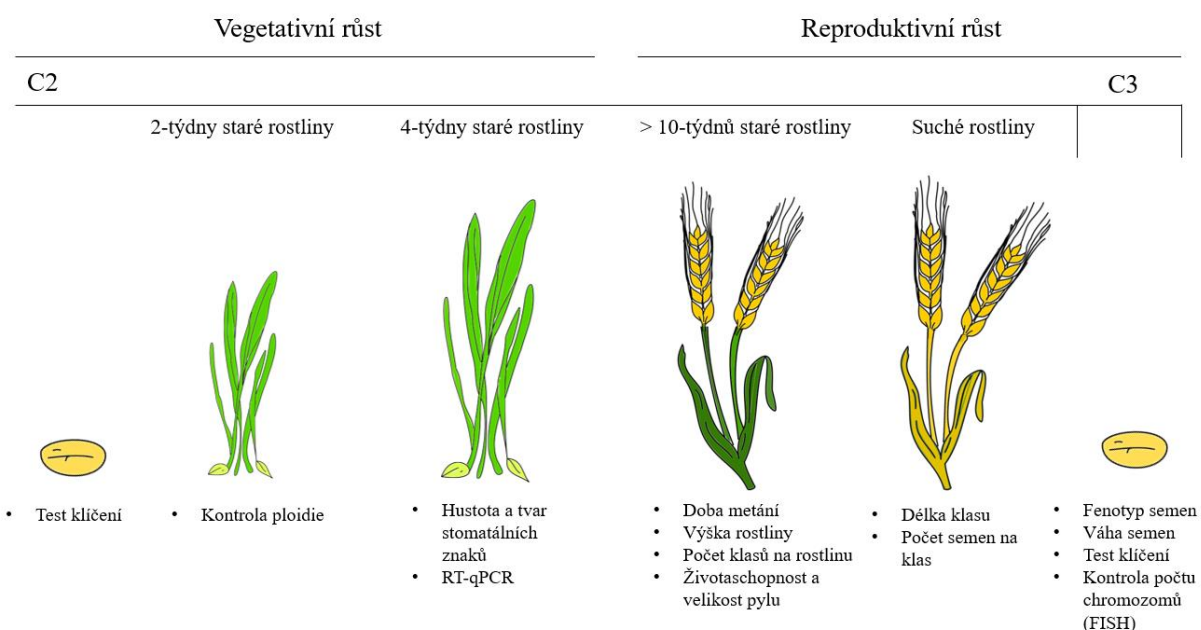 Vegetativní růst
Reproduktivní růst
C2
C3
2-týdny staré rostliny
4-týdny staré rostliny
> 10-týdnů staré rostliny
Suché rostliny
• Test klíčení
• Kontrola ploidie
• Hustota a tvar
stomatálních
znaků
• RT-qPCR
• Doba metání
• Výška rostliny
• Počet klasů na rostlinu
• Životaschopnost a
velikost pylu
• Délka klasu
• Počet semen na
klas
• Fenotyp semen
• Váha semen
• Test klíčení
• Kontrola počtu
chromozomů
(FISH)